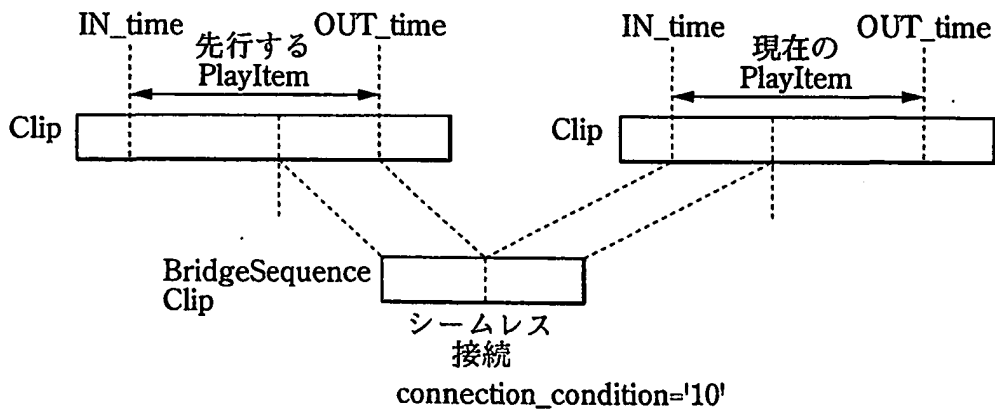 IN_time
先行する
PlayItem
OUT_time
IN_time
現在の
PlayItem
OUT_time
Clip
Clip
BridgeSequence
Clip
シームレス
接続
connection_condition='10'